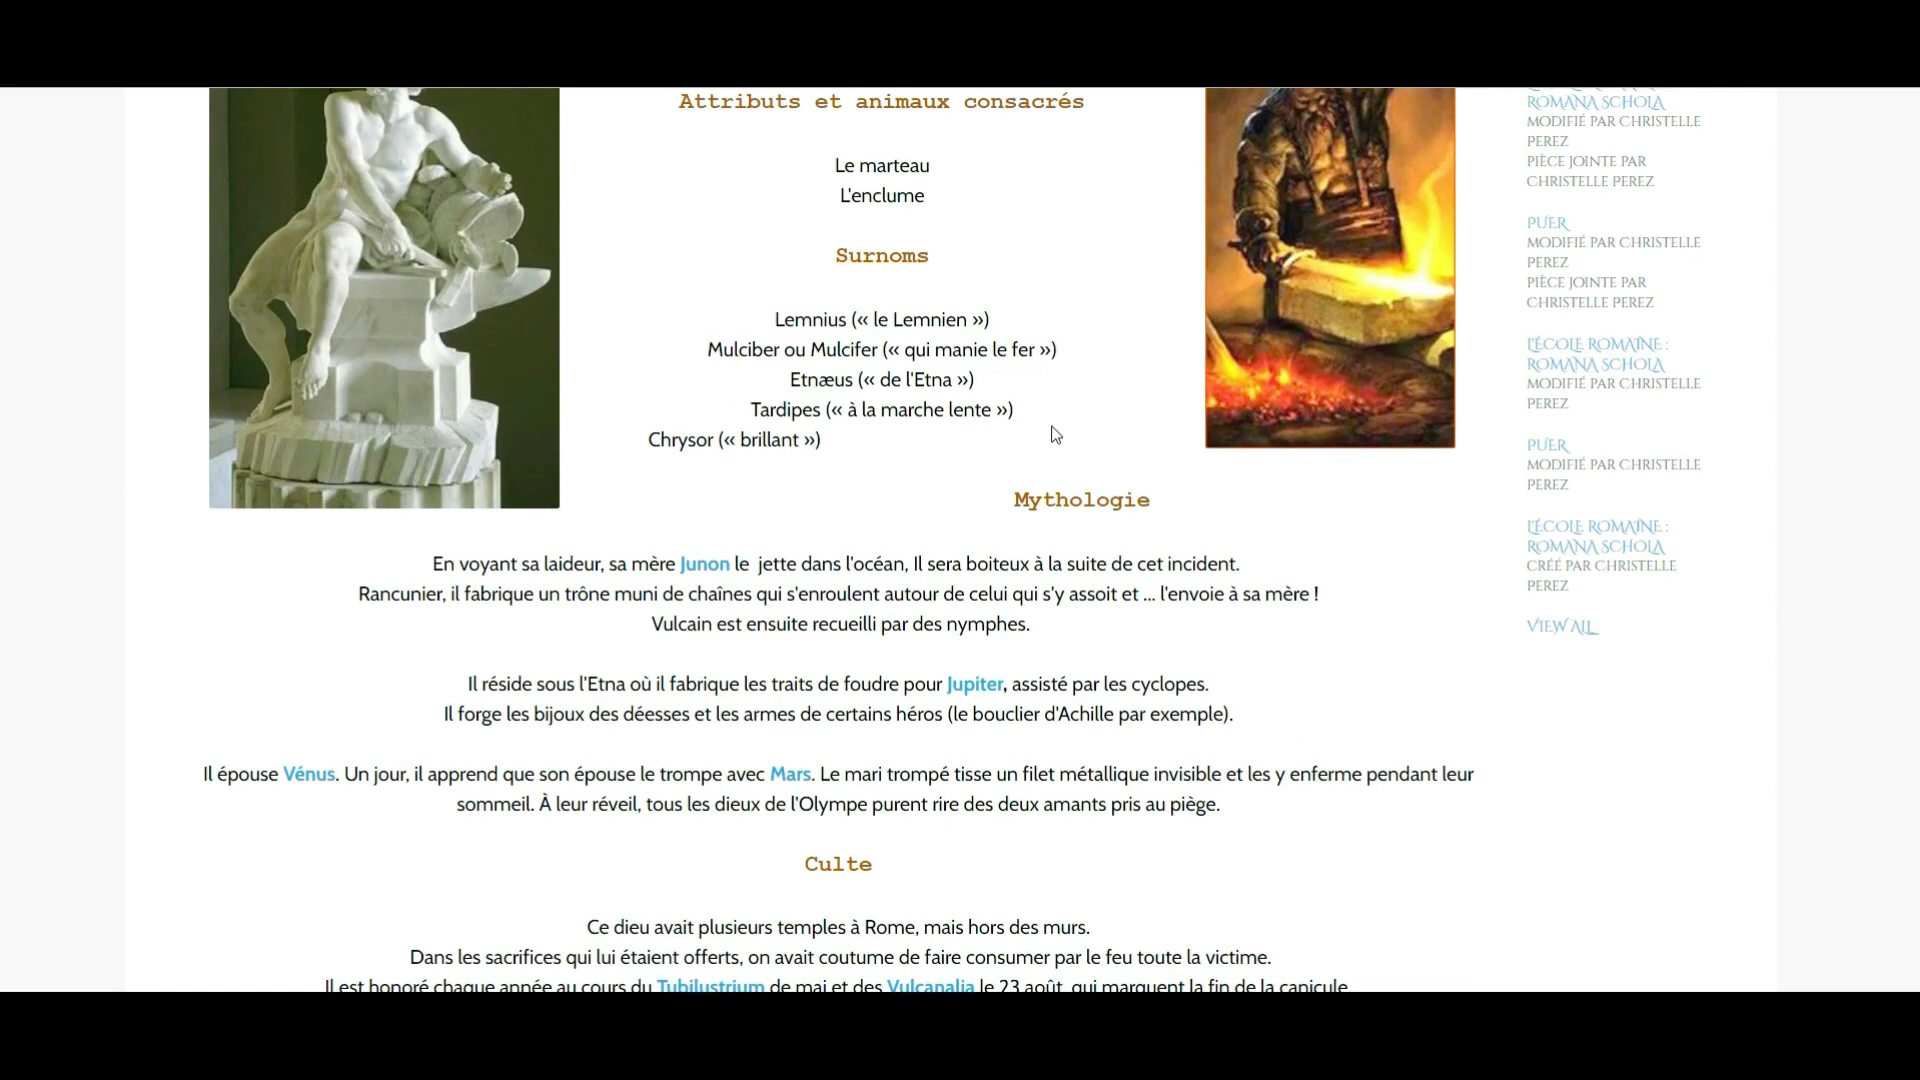 Attributs et animaux consacrés
Le marteau
L'enclume
Surnoms
Lemnius (« le Lemnien »)
Mulciber ou Mulcifer (« qui manie le fer »)
Etnæus (« de l'Etna »)
Tardipes (« à la marche lente »)
Chrysor (« brillant »)
Mythologie
En voyant sa laideur, sa mère Junon le jette dans l'océan, Il sera boiteux à la suite de cet incident.
Rancunier, il fabrique un trône muni de chaînes qui s'enroulent autour de celui qui s'y assoit et ... l'envoie à sa mère !
Vulcain est ensuite recueilli par des nymphes.
Il réside sous l'Etna où il fabrique les traits de foudre pour Jupiter, assisté par les cyclopes.
Il forge les bijoux des déesses et les armes de certains héros (le bouclier d'Achille par exemple).
Il épouse Vénus. Un jour, il apprend que son épouse le trompe avec Mars. Le mari trompé tisse un filet métallique invisible et les y enferme pendant leur
sommeil. À leur réveil, tous les dieux de l'Olympe purent rire des deux amants pris au piège.
Culte
Ce dieu avait plusieurs temples à Rome, mais hors des murs.
Dans les sacrifices qui lui étaient offerts, on avait coutume de faire consumer par le feu toute la victime.
Il est honoré chaque année au cours du Tubilustrium de mai et des Vulcanalia le 23 août, qui marquent la fin de la canicule
ROMANA SCHOLA
MODIFIÉ PAR CHRISTELLE
PEREZ
PIÈCE JOINTE PAR
CHRISTELLE PEREZ
PUER
MODIFIÉ PAR CHRISTELLE
PEREZ
PIÈCE JOINTE PAR
CHRISTELLE PEREZ
L'ÉCOLE ROMAINE :
ROMANA SCHOLA
MODIFIÉ PAR CHRISTELLE
PEREZ
PUER
MODIFIÉ PAR CHRISTELLE
PEREZ
L'ÉCOLE ROMAINE :
ROMANA SCHOLA
CRÉÉ PAR CHRISTELLE
PEREZ
VIEW ALL